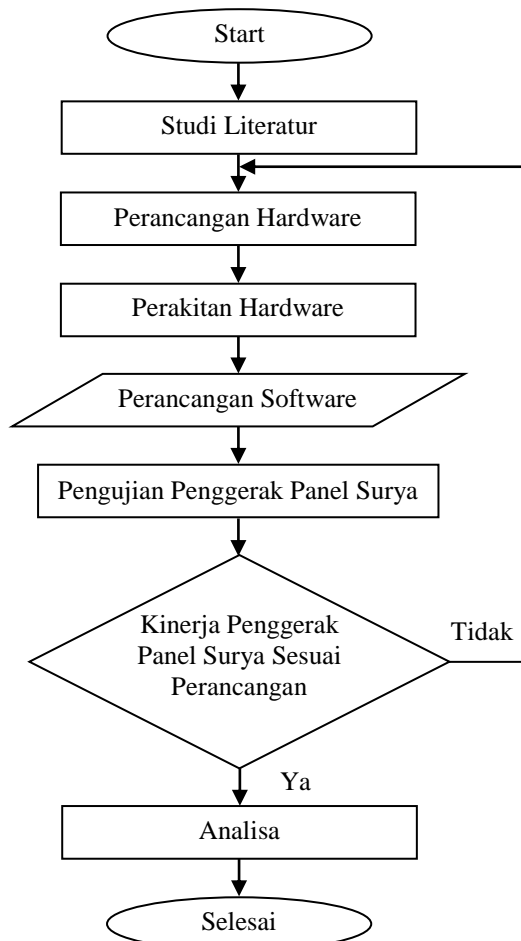 Start
Studi Literatur
Perancangan Hardware
Perakitan Hardware
Perancangan Software
Pengujian Penggerak Panel Surya
Kinerja Penggerak
Panel Surya Sesuai
Perancangan
Tidak
Ya
Analisa
Selesai